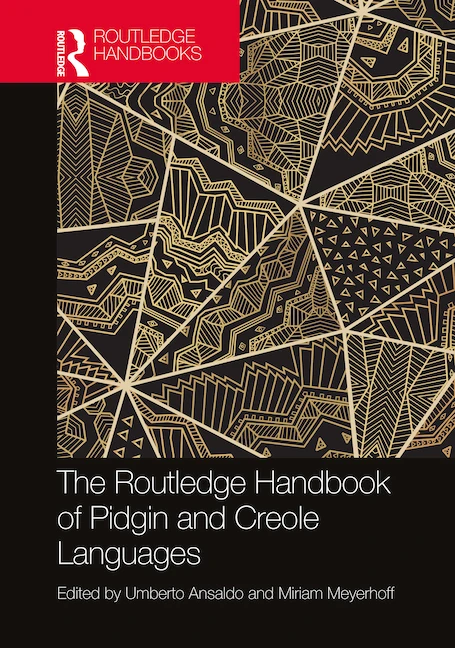 ROUTLEDGE
ROUTLEDGE
HANDBOOKS
The Routledge Handbook
of Pidgin and Creole
Languages
Edited by Umberto Ansaldo and Miriam Meyerhoff